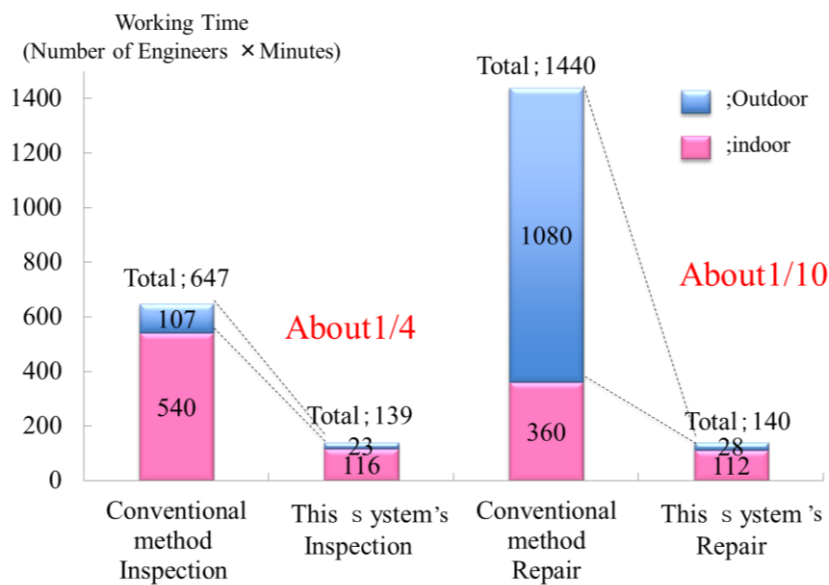 Working Time
(Number of Engineers ×Minutes)
1400
1200
1000
800
600
400
200
0
Total;647
107
540
About1/4
Total;139
23
116
Total;1440
1080
360
;Outdoor
;indoor
About1/10
Total;140
28
112
Conventional
method
Inspection
This system's
Inspection
Conventional
method
Repair
This system's
Repair